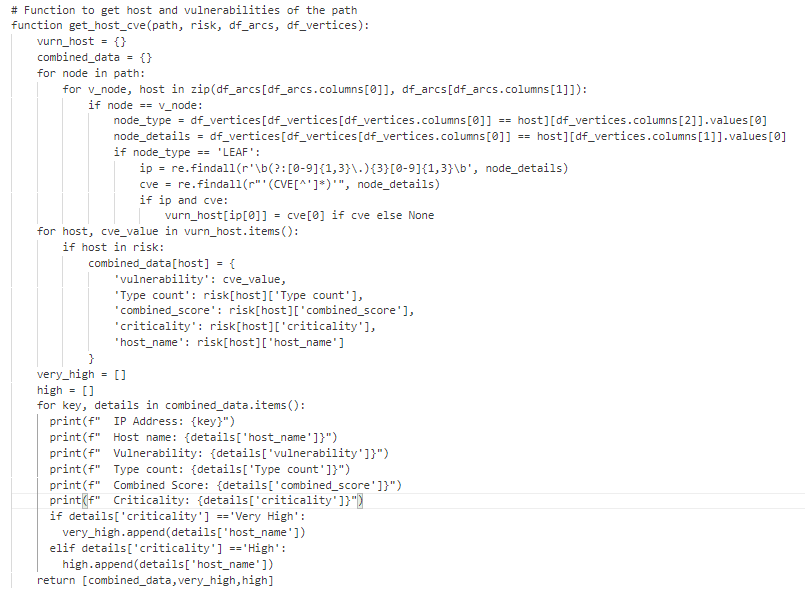 # Function to get host and vulnerabilities of the path
function get_host_cve(path, risk, df_arcs, df_vertices):
    vurn_host = {}
    combined_data = {}
    for node in path:
        for v_node, host in zip(df_arcs[df_arcs.columns[0]], df_arcs[df_arcs.columns[1]]):
            if node == v_node:
                node_type = df_vertices[df_vertices[df_vertices.columns[0]] == host][df_vertices.columns[2]].values[0]
                node_details = df_vertices[df_vertices[df_vertices.columns[0]] == host][df_vertices.columns[1]].values[0]
                if node_type == 'LEAF':
                    ip = re.findall(r'\b(?:[0-9]{1,3}\.){3}[0-9]{1,3}\b', node_details)
                    cve = re.findall(r"'(CVE[^']*)'", node_details)
                    if ip and cve:
                        vurn_host[ip[0]] = cve[0] if cve else None
    for host, cve_value in vurn_host.items():
        if host in risk:
            combined_data[host] = {
                'vulnerability': cve_value,
                'Type count': risk[host]['Type count'],
                'combined_score': risk[host]['combined_score'],
                'criticality': risk[host]['criticality'],
                'host_name': risk[host]['host_name']
            }
    very_high = []
    high = []
    for key, details in combined_data.items():
      print(f"  IP Address: {key}")
      print(f"  Host name: {details['host_name']}")
      print(f"  Vulnerability: {details['vulnerability']}")
      print(f"  Type count: {details['Type count']}")
      print(f"  Combined Score: {details['combined_score']}")
      print(f"  Criticality: {details['criticality']}")
      if details['criticality'] =='Very High':
        very_high.append(details['host_name'])
      elif details['criticality'] =='High':
        high.append(details['host_name'])
    return [combined_data,very_high,high]